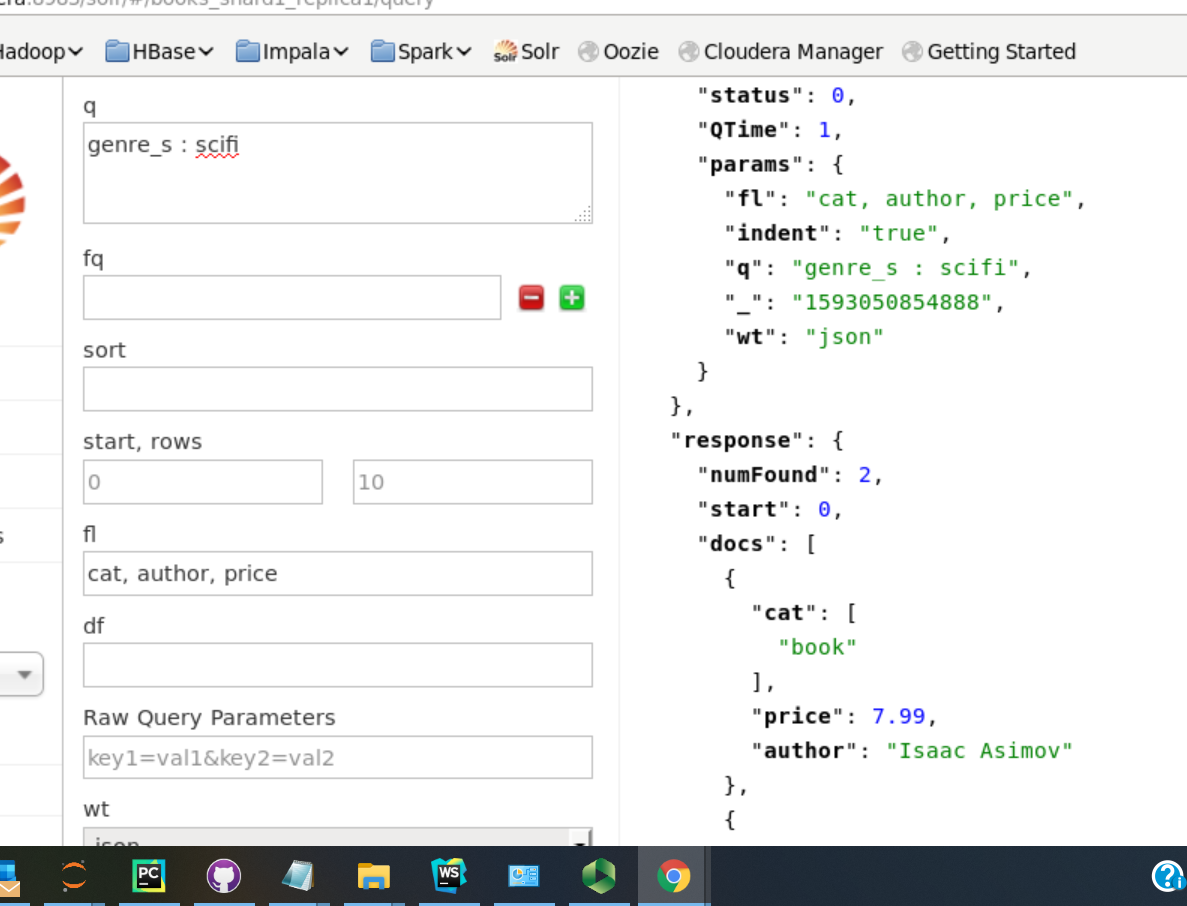 era:8983/solr/#/books_shard1_replica1/query
Hadoop HBase Impala Spark Solr Solr Oozie Cloudera Manager Getting Started
q
genre_s : scifi
fq
sort
start, rows
0 10
fl
cat, author, price
df
Raw Query Parameters
key1=val1&key2=val2
wt
json
s
"status": 0,
"QTime": 1,
"params": {
"fl": "cat, author, price",
"indent": "true",
"q": "genre_s : scifi",
"_": "1593050854888",
"wt": "json"
}
},
"response": {
"numFound": 2,
"start": 0,
"docs": [
{
"cat": [
"book"
],
"price": 7.99,
"author": "Isaac Asimov"
},
{
PC WS